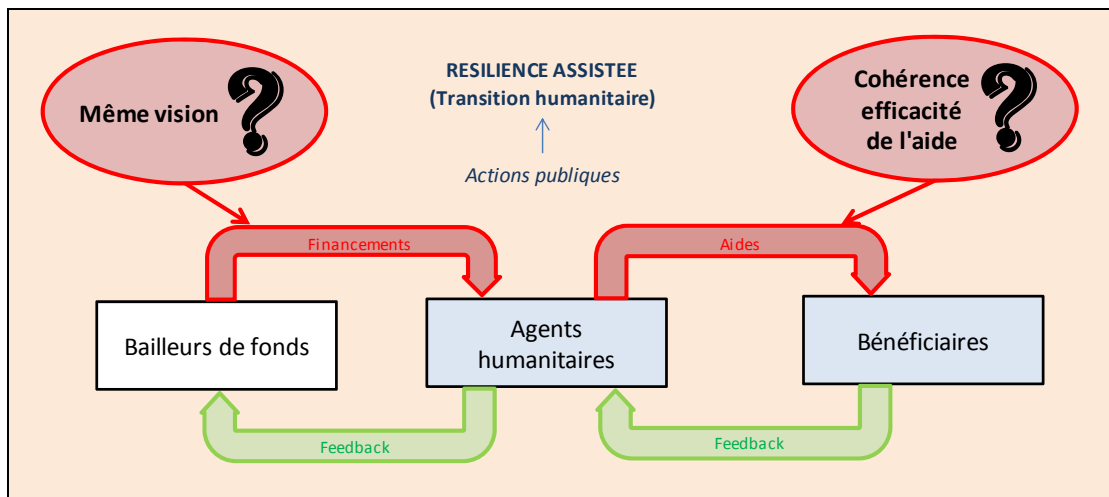 Même vision
?
RESILIENCE ASSISTEE
(Transition humanitaire)
Actions publiques
Cohérence
efficacité
de l'aide
?
Financements
Aides
Bailleurs de fonds
Agents
humanitaires
Bénéficiaires
Feedback
Feedback